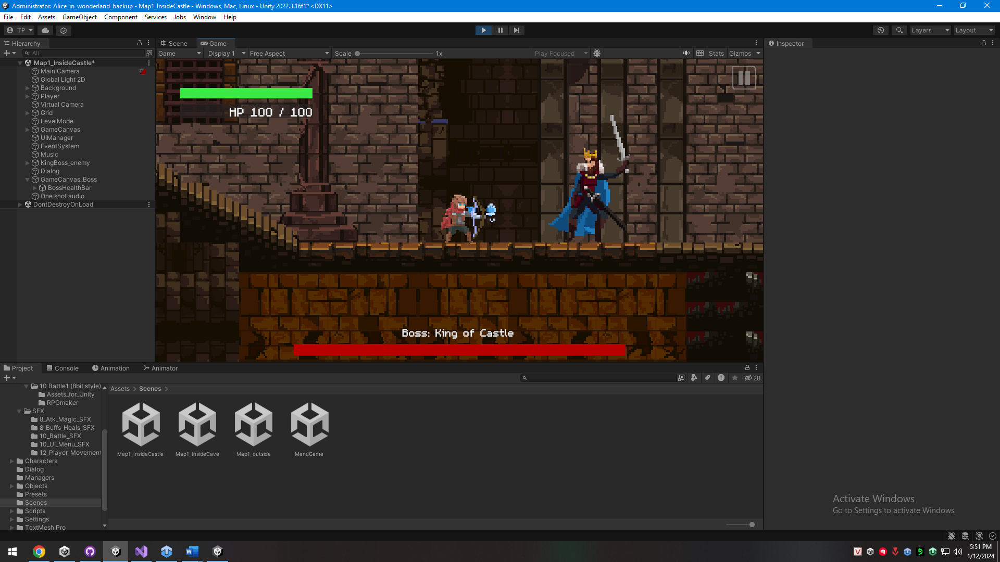 Administrator: Alice_in_wonderland_backup - Map1_InsideCastle - Windows, Mac, Linux - Unity 2022.3.16f1* <DX11>
File Edit Assets GameObject Component Services Jobs Window Help
TP Layers Layout
Hierarchy
All
Map1_InsideCastle*
Main Camera
Global Light 2D
Background
Player
Virtual Camera
Grid
LevelMode
GameCanvas
UIManager
EventSystem
Music
KingBoss_enemy
Dialog
GameCanvas_Boss
BossHealthBar
One shot audio
DontDestroyOnLoad
Scene Game
Game Display 1 Free Aspect Scale 1x Play Focused Stats Gizmos
HP 100 / 100
Boss: King of Castle
Inspector
Project Console Animation Animator
28
10 Battle1 (8bit style)
Assets_for_Unity
RPGmaker
SFX
8_Atk_Magic_SFX
8_Buffs_Heals_SFX
10_Battle_SFX
10_UI_Menu_SFX
12_Player_Movement
Characters
Dialog
Managers
Objects
Presets
Scenes
Scripts
Settings
TextMesh Pro
Assets > Scenes >
Map1_InsideCastle Map1_InsideCave Map1_outside MenuGame
Activate Windows
Go to Settings to activate Windows.
5:51 PM
1/12/2024